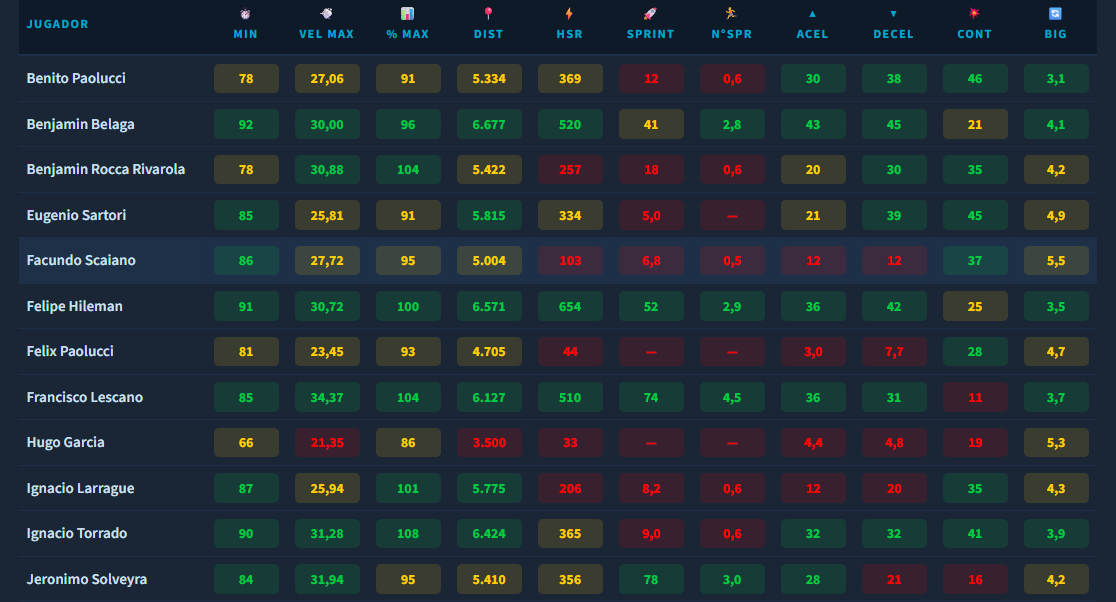 JUGADOR MIN VEL MAX % MAX DIST HSR SPRINT N°SPR ACEL DECEL CONT BIG
Benito Paolucci 78 27,06 91 5.334 369 12 0,6 30 38 46 3,1
Benjamin Belaga 92 30,00 96 6.677 520 41 2,8 43 45 21 4,1
Benjamin Rocca Rivarola 78 30,88 104 5.422 257 18 0,6 20 30 35 4,2
Eugenio Sartori 85 25,81 91 5.815 334 5,0 — 21 39 45 4,9
Facundo Scaiano 86 27,72 95 5.004 103 6,8 0,5 12 12 37 5,5
Felipe Hileman 91 30,72 100 6.571 654 52 2,9 36 42 25 3,5
Felix Paolucci 81 23,45 93 4.705 44 — — 3,0 7,7 28 4,7
Francisco Lescano 85 34,37 104 6.127 510 74 4,5 36 31 11 3,7
Hugo Garcia 66 21,35 86 3.500 33 — — 4,4 4,8 19 5,3
Ignacio Larrague 87 25,94 101 5.775 206 8,2 0,6 12 20 35 4,3
Ignacio Torrado 90 31,28 108 6.424 365 9,0 0,6 32 32 41 3,9
Jeronimo Solveyra 84 31,94 95 5.410 356 78 3,0 28 21 16 4,2